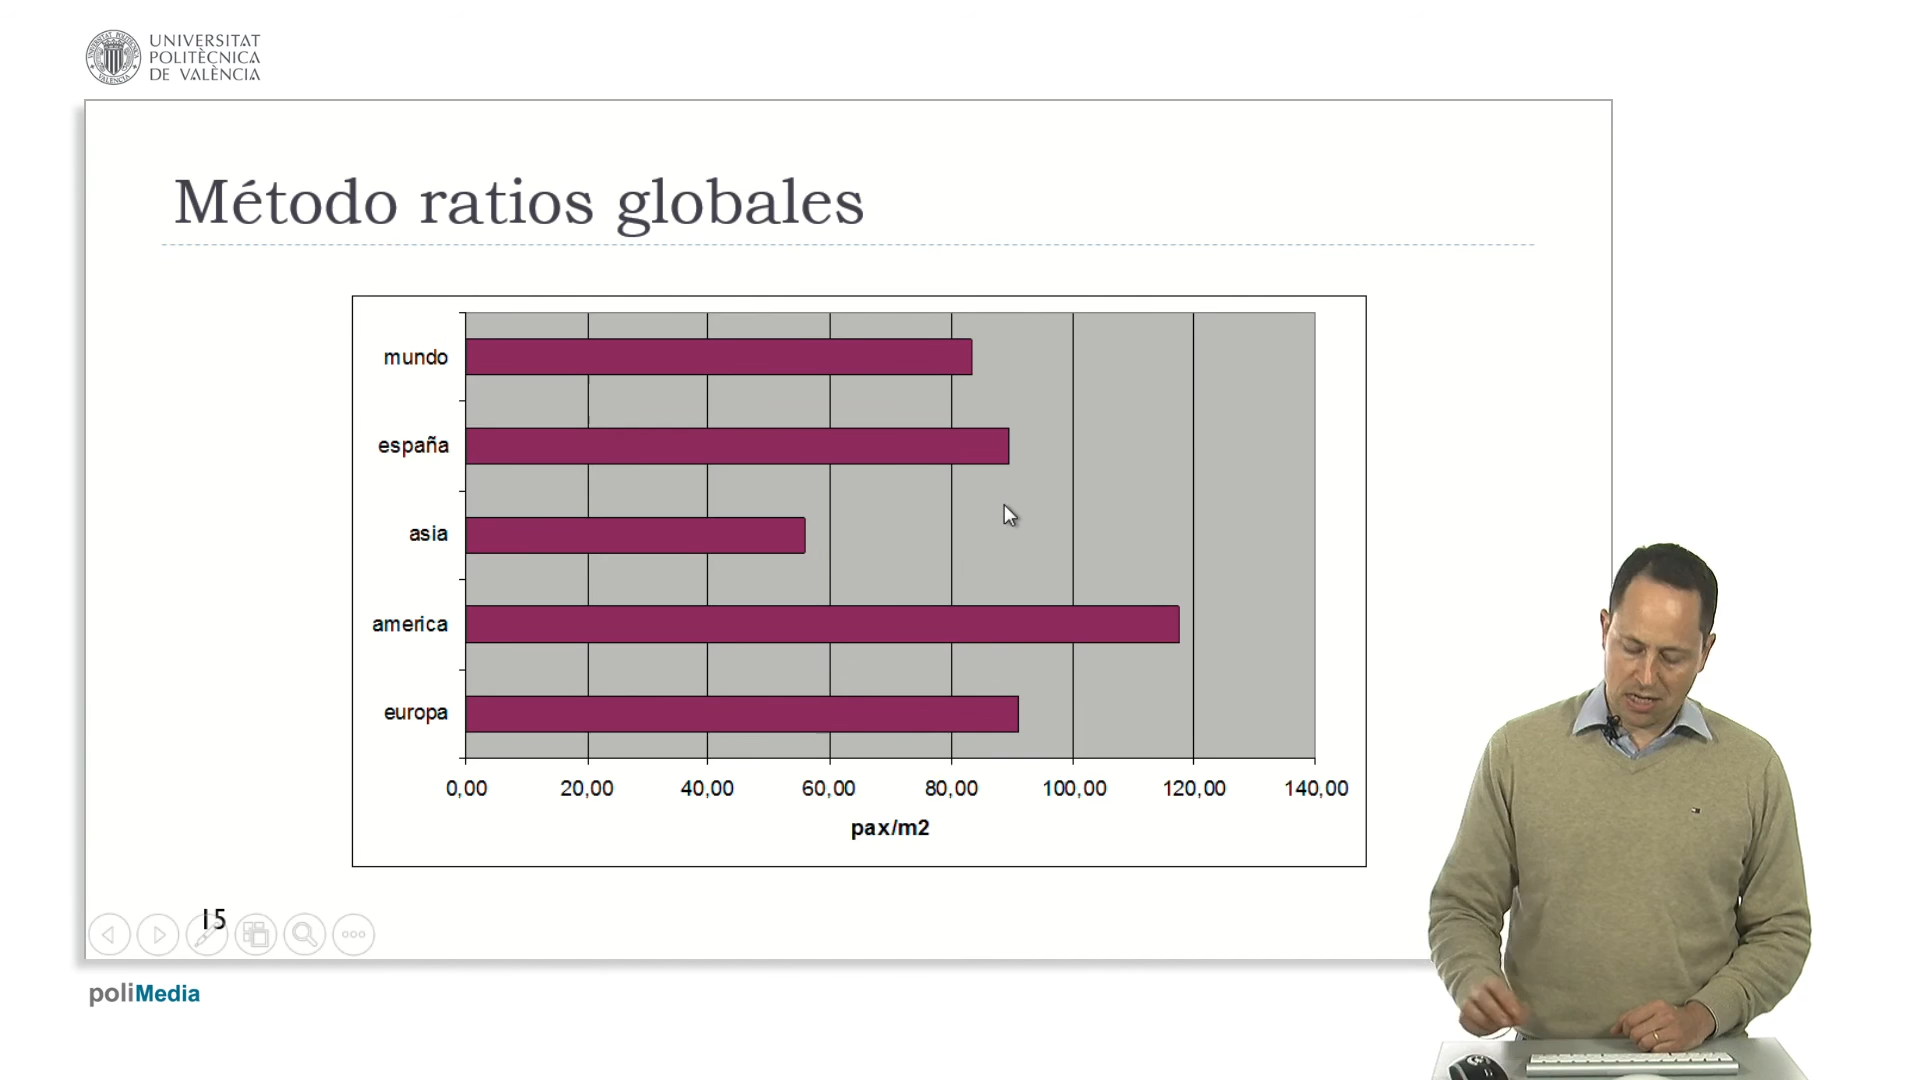 UNIVERSITAT
POLITÈCNICA
DE VALÈNCIA
Método ratios globales
mundo
españa
asia
america
europa
0,00 20,00 40,00 60,00 80,00 100,00 120,00 140,00
pax/m2
15
poliMedia